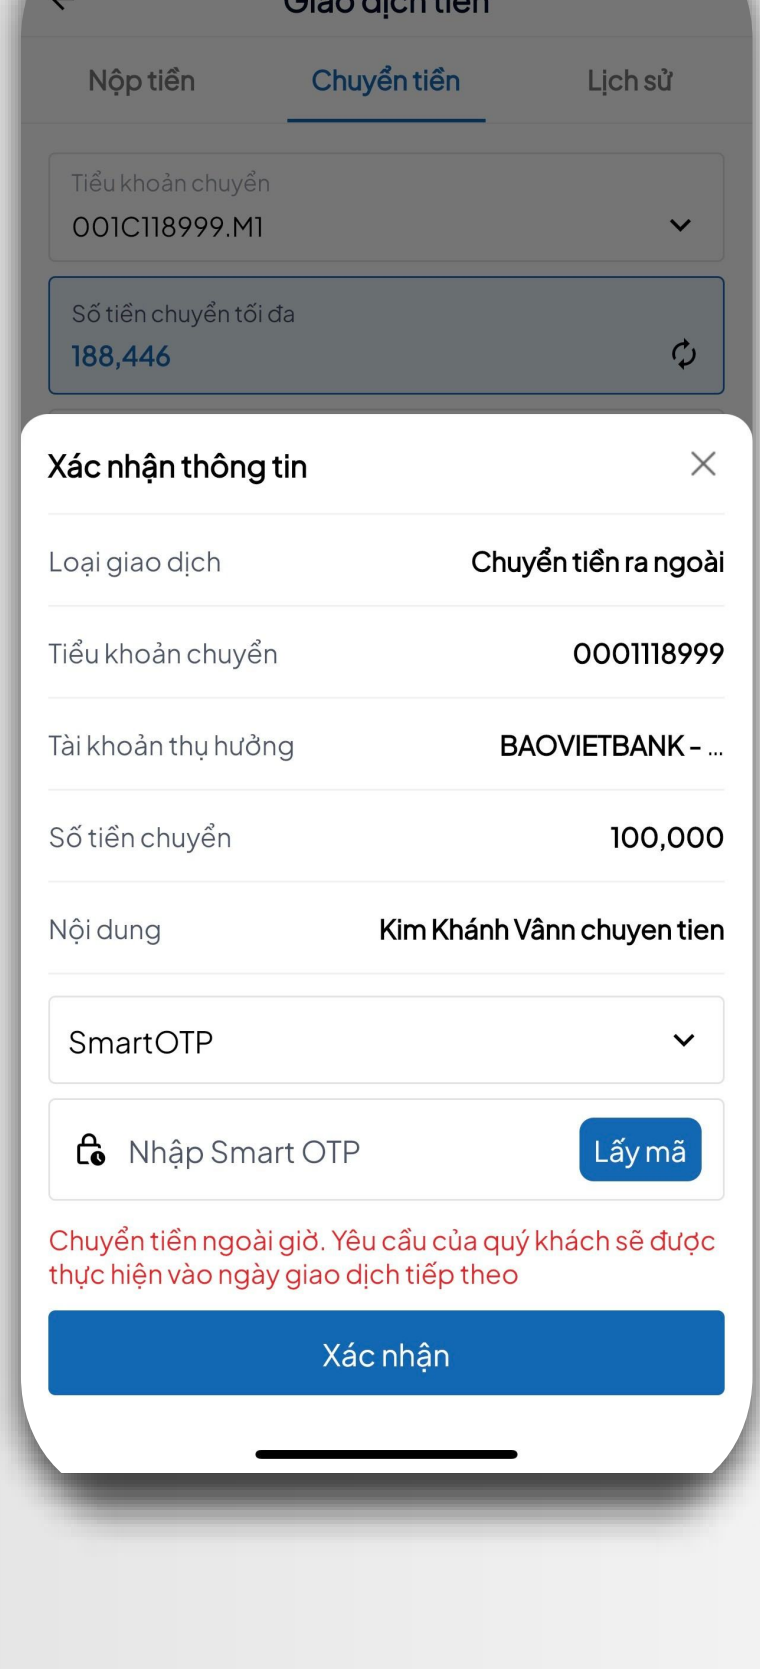 Giao dịch tiền
Nộp tiền
Chuyển tiền
Lịch sử
Tiểu khoản chuyển
001C118999.M1
Số tiền chuyển tối đa
188,446
Xác nhận thông tin
Loại giao dịch
Chuyển tiền ra ngoài
Tiểu khoản chuyển
0001118999
Tài khoản thụ hưởng
BAOVIETBANK - ...
Số tiền chuyển
100,000
Nội dung
Kim Khánh Vânn chuyen tien
SmartOTP
Nhập Smart OTP
Lấy mã
Chuyển tiền ngoài giờ. Yêu cầu của quý khách sẽ được
thực hiện vào ngày giao dịch tiếp theo
Xác nhận